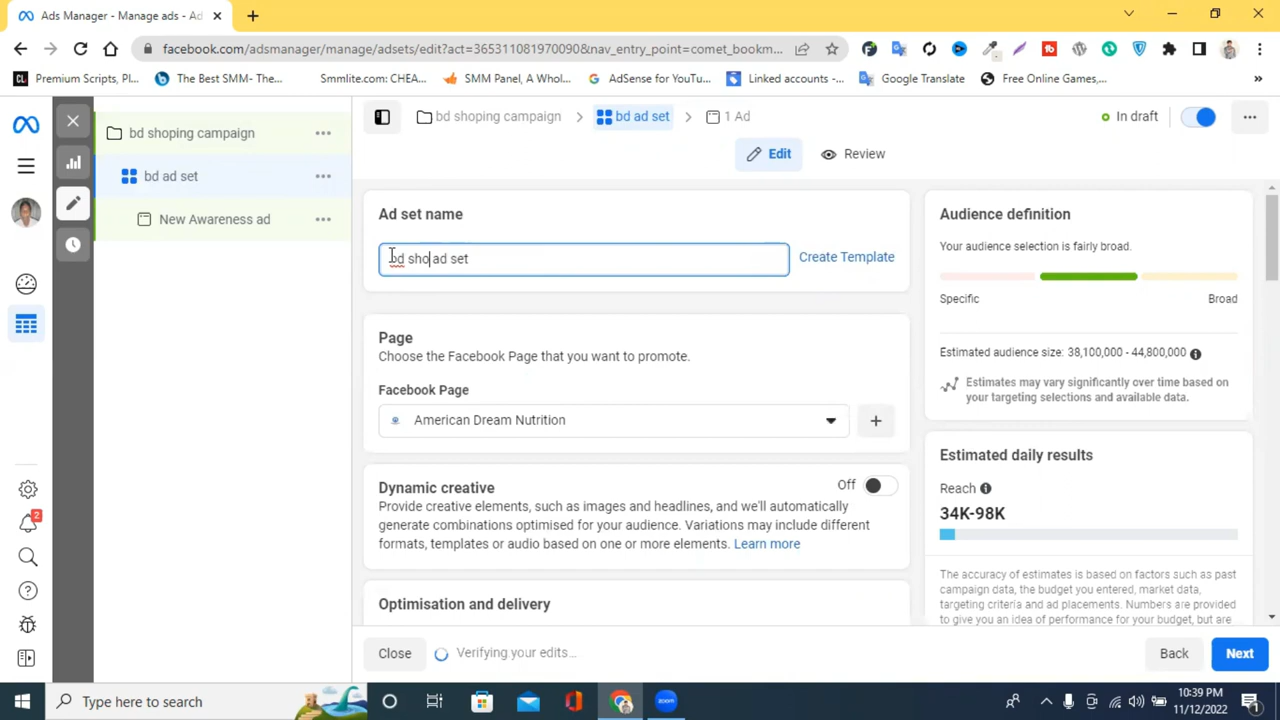 Ads Manager - Manage ads - Ad
facebook.com/adsmanager/manage/adsets/edit?act=365311081970090&nav_entry_point=comet_bookm...
Premium Scripts, Pl...
The Best SMM- The...
Smmlite.com: CHEA...
SMM Panel, A Whol...
AdSense for YouTu...
Linked accounts -...
Google Translate
Free Online Games,...
»
bd shoping campaign
bd ad set
New Awareness ad
bd shoping campaign > bd ad set > 1 Ad
In draft
Edit
Review
Ad set name
bd sho ad set
Create Template
Page
Choose the Facebook Page that you want to promote.
Facebook Page
American Dream Nutrition
Dynamic creative
Off
Provide creative elements, such as images and headlines, and we'll automatically
generate combinations optimised for your audience. Variations may include different
formats, templates or audio based on one or more elements. Learn more
Optimisation and delivery
Audience definition
Your audience selection is fairly broad.
Specific
Broad
Estimated audience size: 38,100,000 - 44,800,000
Estimates may vary significantly over time based on
your targeting selections and available data.
Estimated daily results
Reach
34K-98K
The accuracy of estimates is based on factors such as past
campaign data, the budget you entered, market data,
targeting criteria and ad placements. Numbers are provided
to give you an idea of performance for your budget, but are
Close
Verifying your edits...
Back
Next
2
Type here to search
10:39 PM
11/12/2022
1